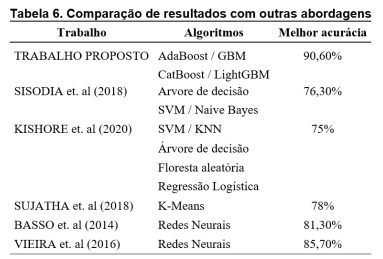 Tabela 6. Comparação de resultados com outras abordagens
Trabalho Algoritmos Melhor acurácia
TRABALHO PROPOSTO AdaBoost / GBM 90,60%
CatBoost / LightGBM
SISODIA et. al (2018) Arvore de decisão 76,30%
SVM / Naive Bayes
KISHORE et. al (2020) SVM / KNN 75%
Árvore de decisão
Floresta aleatória
Regressão Logística
SUJATHA et. al (2018) K-Means 78%
BASSO et. al (2014) Redes Neurais 81,30%
VIEIRA et. al (2016) Redes Neurais 85,70%